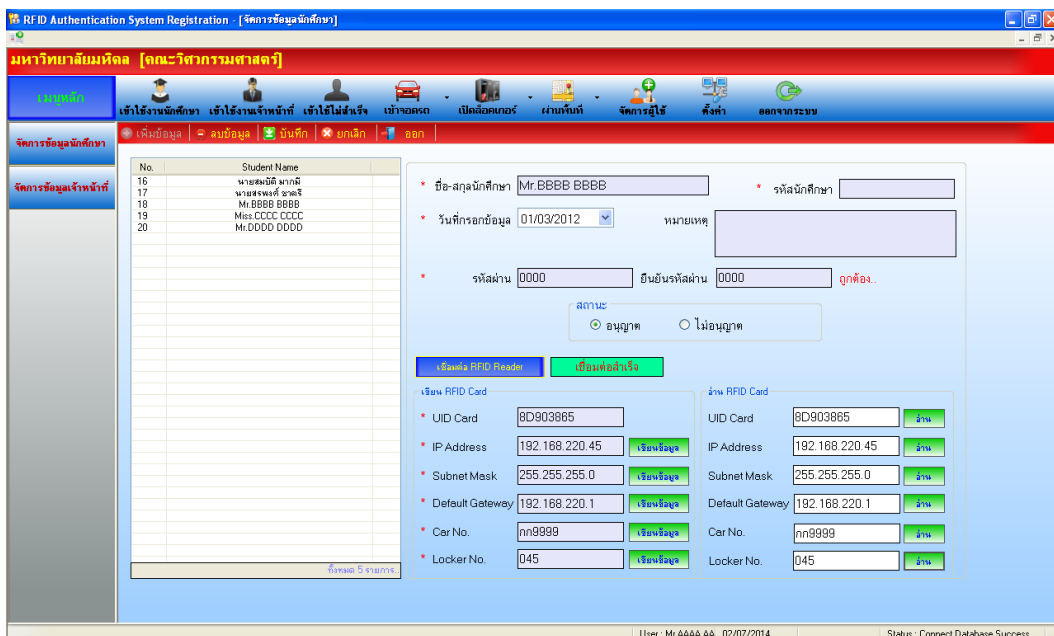 RFID Authentication System Registration - [จัดการข้อมูลนักศึกษา]
มหาวิทยาลัยมหิดล [คณะวิศวกรรมศาสตร์]
เมนูหลัก
เข้าใช้งานนักศึกษา เข้าใช้งานเจ้าหน้าที่ เข้าใช้ไม่สำเร็จ เข้าจอดรถ เปิดล็อคเกอร์ ผ่านพื้นที่ จัดการผู้ใช้ ตั้งค่า ออกจากระบบ
เพิ่มข้อมูล ลบข้อมูล บันทึก ยกเลิก ออก
จัดการข้อมูลนักศึกษา
จัดการข้อมูลเจ้าหน้าที่
No. Student Name
16 นายสมบัติ มากมี
17
18 Mr.BBBB BBBB
19 Miss.CCCC CCCC
20 Mr.DDDD DDDD
ทั้งหมด 5 รายการ..
* ชื่อ-สกุลนักศึกษา Mr.BBBB BBBB * รหัสนักศึกษา
* วันที่กรอกข้อมูล 01/03/2012 หมายเหตุ
* รหัสผ่าน 0000 ยืนยันรหัสผ่าน 0000 ถูกต้อง..
สถานะ
อนุญาต ไม่อนุญาต
เชื่อมต่อ RFID Reader เชื่อมต่อสำเร็จ
เขียน RFID Card อ่าน RFID Card
* UID Card 8D903865 UID Card 8D903865 อ่าน
* IP Address 192.168.220.45 เขียนข้อมูล IP Address 192.168.220.45 อ่าน
* Subnet Mask 255.255.255.0 เขียนข้อมูล Subnet Mask 255.255.255.0 อ่าน
* Default Gateway 192.168.220.1 เขียนข้อมูล Default Gateway 192.168.220.1 อ่าน
* Car No. กก9999 เขียนข้อมูล Car No. กก9999 อ่าน
* Locker No. 045 เขียนข้อมูล Locker No. 045 อ่าน
User : Mr.AAAA AA 02/07/2014 Status : Connect Database Success